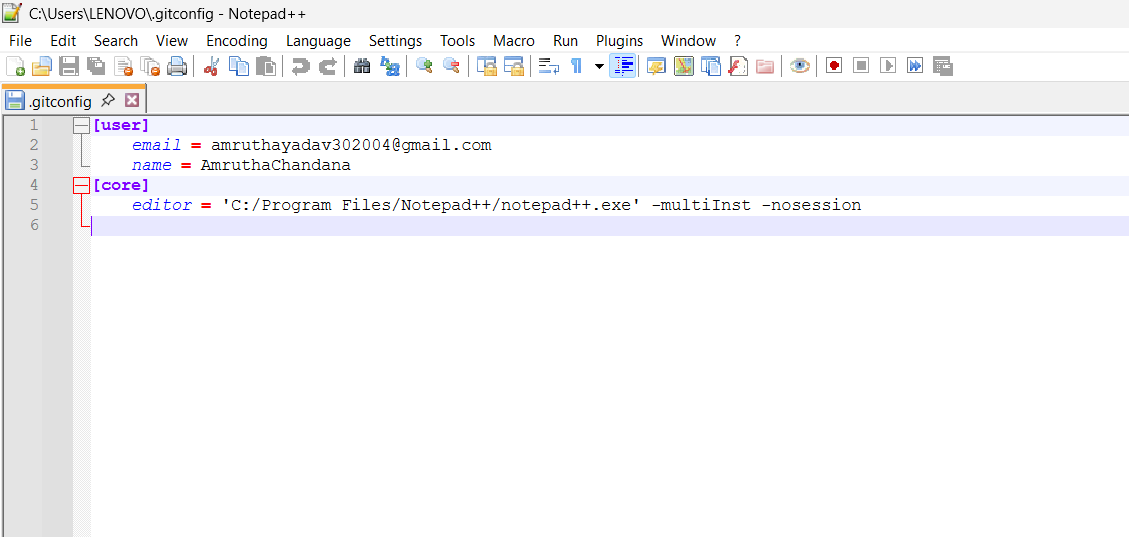 C:\Users\LENOVO\.gitconfig - Notepad++
File Edit Search View Encoding Language Settings Tools Macro Run Plugins Window ?
.gitconfig
1 [user]
2 email = amruthayadav302004@gmail.com
3 name = AmruthaChandana
4 [core]
5 editor = 'C:/Program Files/Notepad++/notepad++.exe' -multiInst -nosession
6